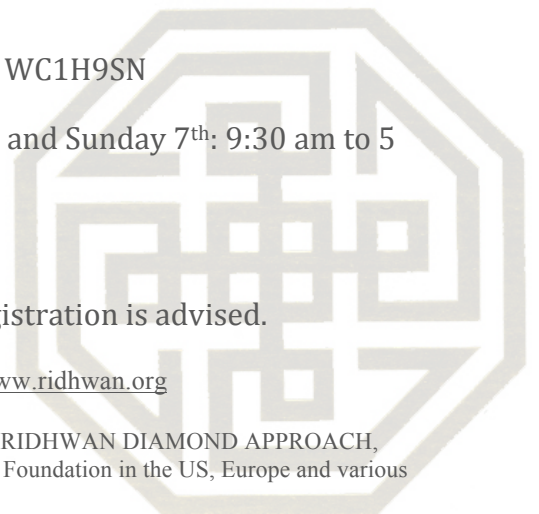 WC1H9SN
and Sunday 7th: 9:30 am to 5
gistration is advised.
ww.ridhwan.org
RIDHWAN DIAMOND APPROACH,
Foundation in the US, Europe and various